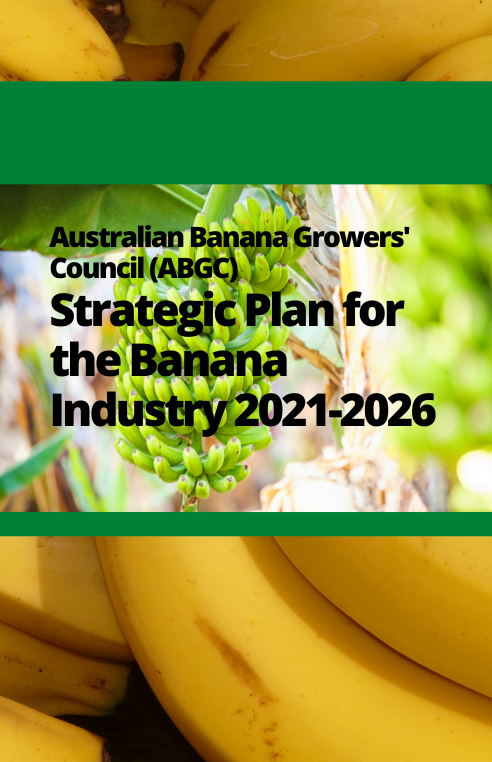 Australian Banana Growers'
Council (ABGC)
Strategic Plan for
the Banana
Industry 2021-2026